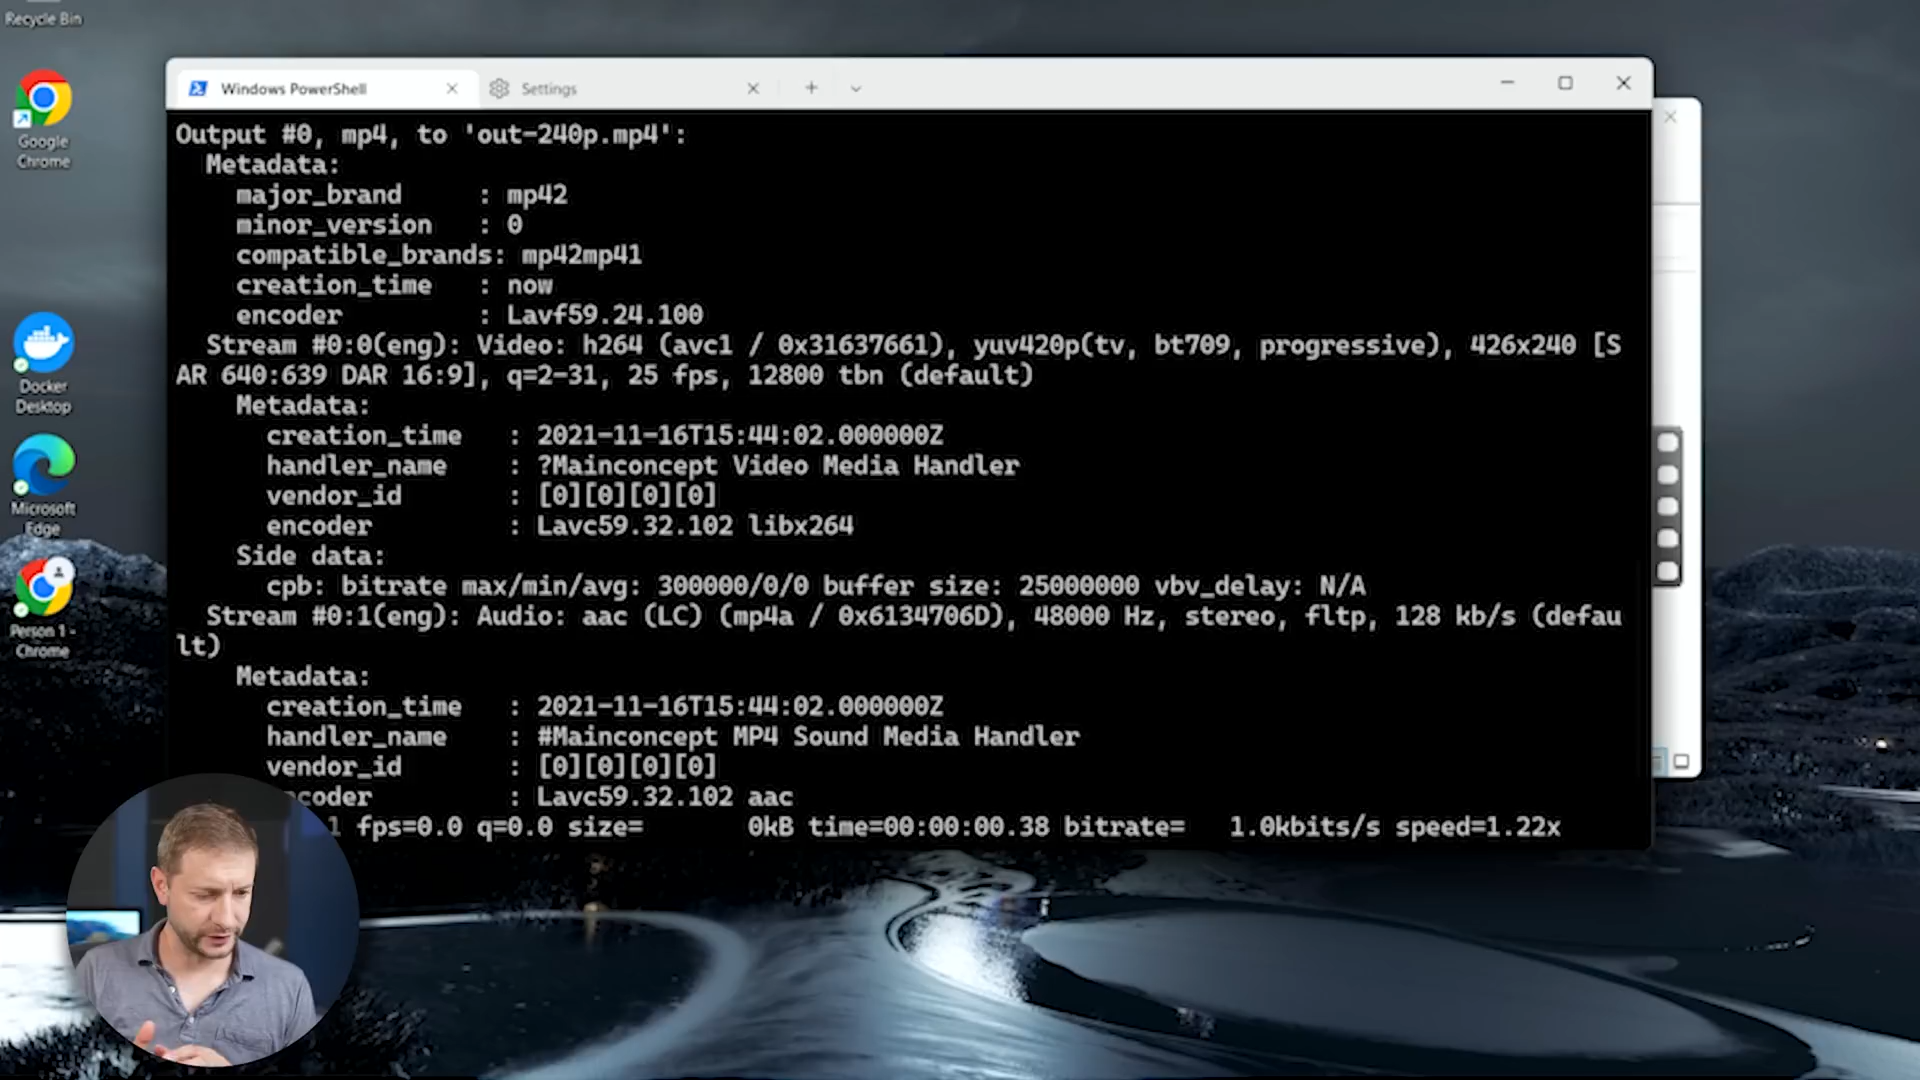 Recycle Bin
Google
Chrome
Docker
Desktop
Microsoft
Edge
Person 1 -
Chrome
Windows PowerShell
Settings
Output #0, mp4, to 'out-240p.mp4':
Metadata:
major_brand : mp42
minor_version : 0
compatible_brands: mp42mp41
creation_time : now
encoder : Lavf59.24.100
Stream #0:0(eng): Video: h264 (avc1 / 0x31637661), yuv420p(tv, bt709, progressive), 426x240 [S
AR 640:639 DAR 16:9], q=2-31, 25 fps, 12800 tbn (default)
Metadata:
creation_time : 2021-11-16T15:44:02.000000Z
handler_name : ?Mainconcept Video Media Handler
vendor_id : [0][0][0][0]
encoder : Lavc59.32.102 libx264
Side data:
cpb: bitrate max/min/avg: 300000/0/0 buffer size: 25000000 vbv_delay: N/A
Stream #0:1(eng): Audio: aac (LC) (mp4a / 0x6134706D), 48000 Hz, stereo, fltp, 128 kb/s (defau
lt)
Metadata:
creation_time : 2021-11-16T15:44:02.000000Z
handler_name : #Mainconcept MP4 Sound Media Handler
vendor_id : [0][0][0][0]
coder : Lavc59.32.102 aac
1 fps=0.0 q=0.0 size= 0kB time=00:00:00.38 bitrate= 1.0kbits/s speed=1.22x